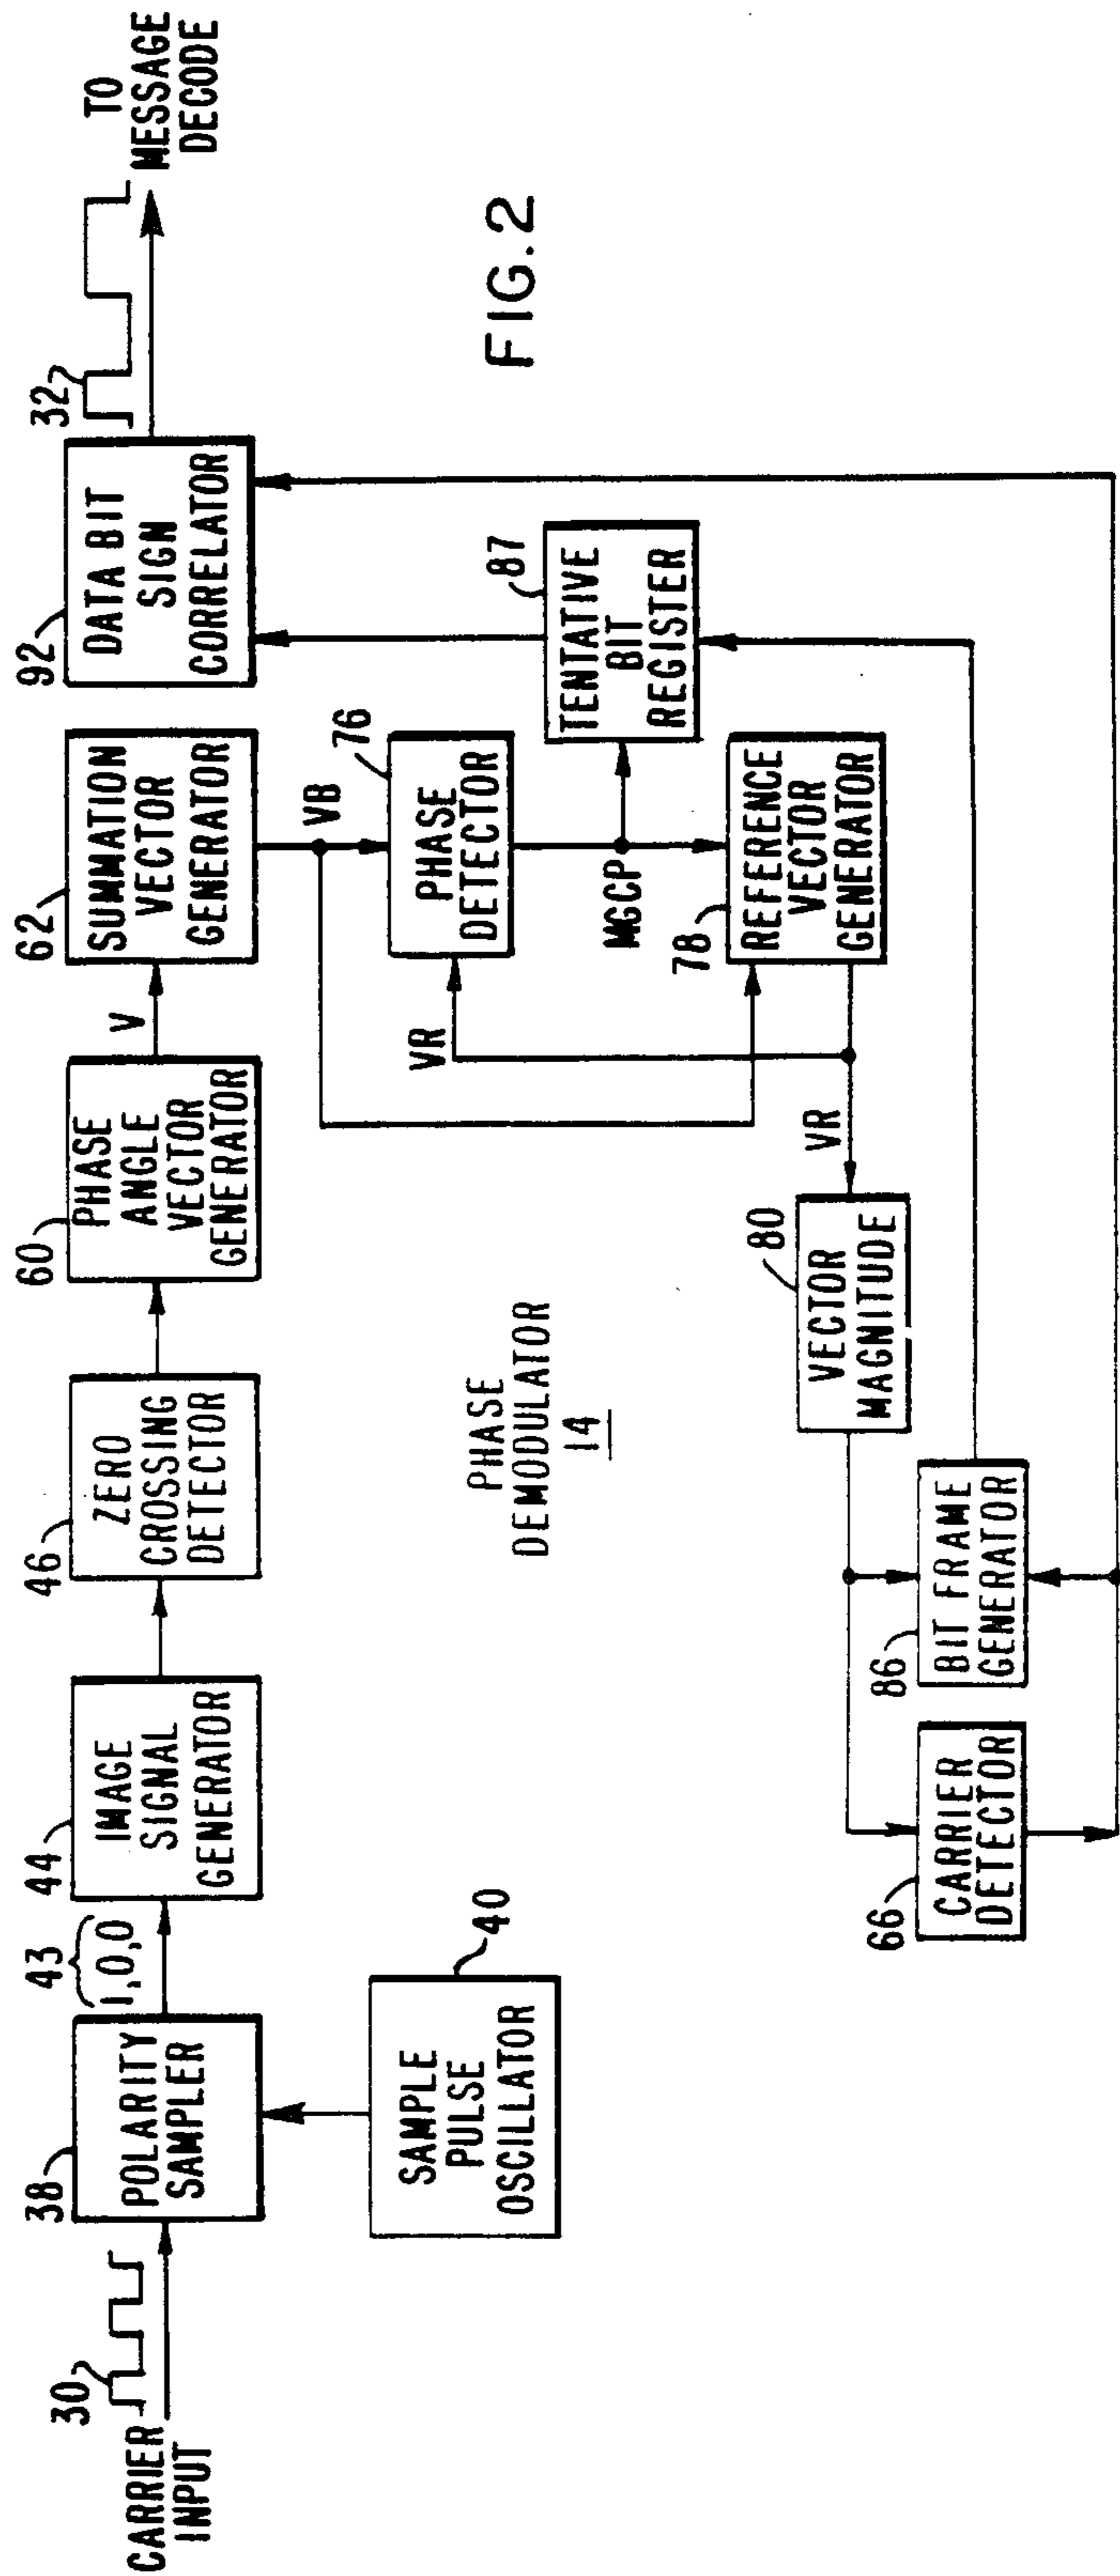 CARRIER
INPUT
30
38
POLARITY
SAMPLER
SAMPLE
PULSE
OSCILLATOR
40
43
1,0,0
44
IMAGE
SIGNAL
GENERATOR
46
ZERO
CROSSING
DETECTOR
60
PHASE
ANGLE
VECTOR
GENERATOR
V
62
SUMMATION
VECTOR
GENERATOR
92
DATA BIT
SIGN
CORRELATOR
32
TO
MESSAGE
DECODE
VB
76
PHASE
DETECTOR
VR
MGCP
87
TENTATIVE
BIT
REGISTER
78
REFERENCE
VECTOR
GENERATOR
VR
80
VECTOR
MAGNITUDE
86
BIT FRAME
GENERATOR
66
CARRIER
DETECTOR
PHASE
DEMODULATOR
14
FIG. 2